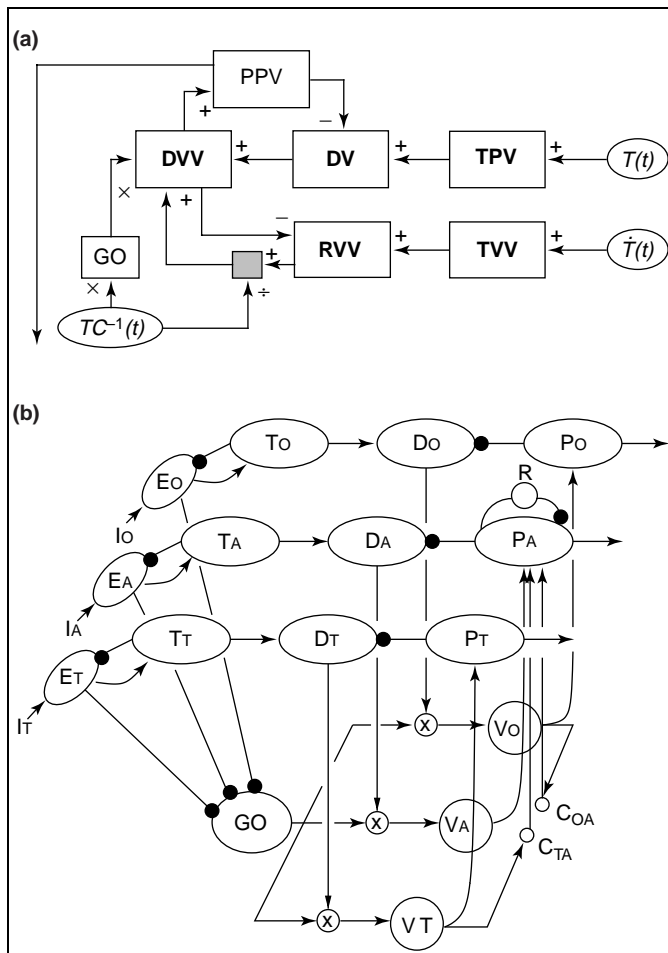 (a)
PPV
+
−
DVV
+
DV
+
TPV
+
T(t)
×
+
−
GO
+
RVV
+
TVV
+
Ṫ(t)
×
÷
TC⁻¹(t)
(b)
TO
DO
PO
EO
R
IO
TA
DA
PA
EA
IA
TT
DT
PT
ET
IT
x
VO
GO
x
VA
COA
CTA
x
VT